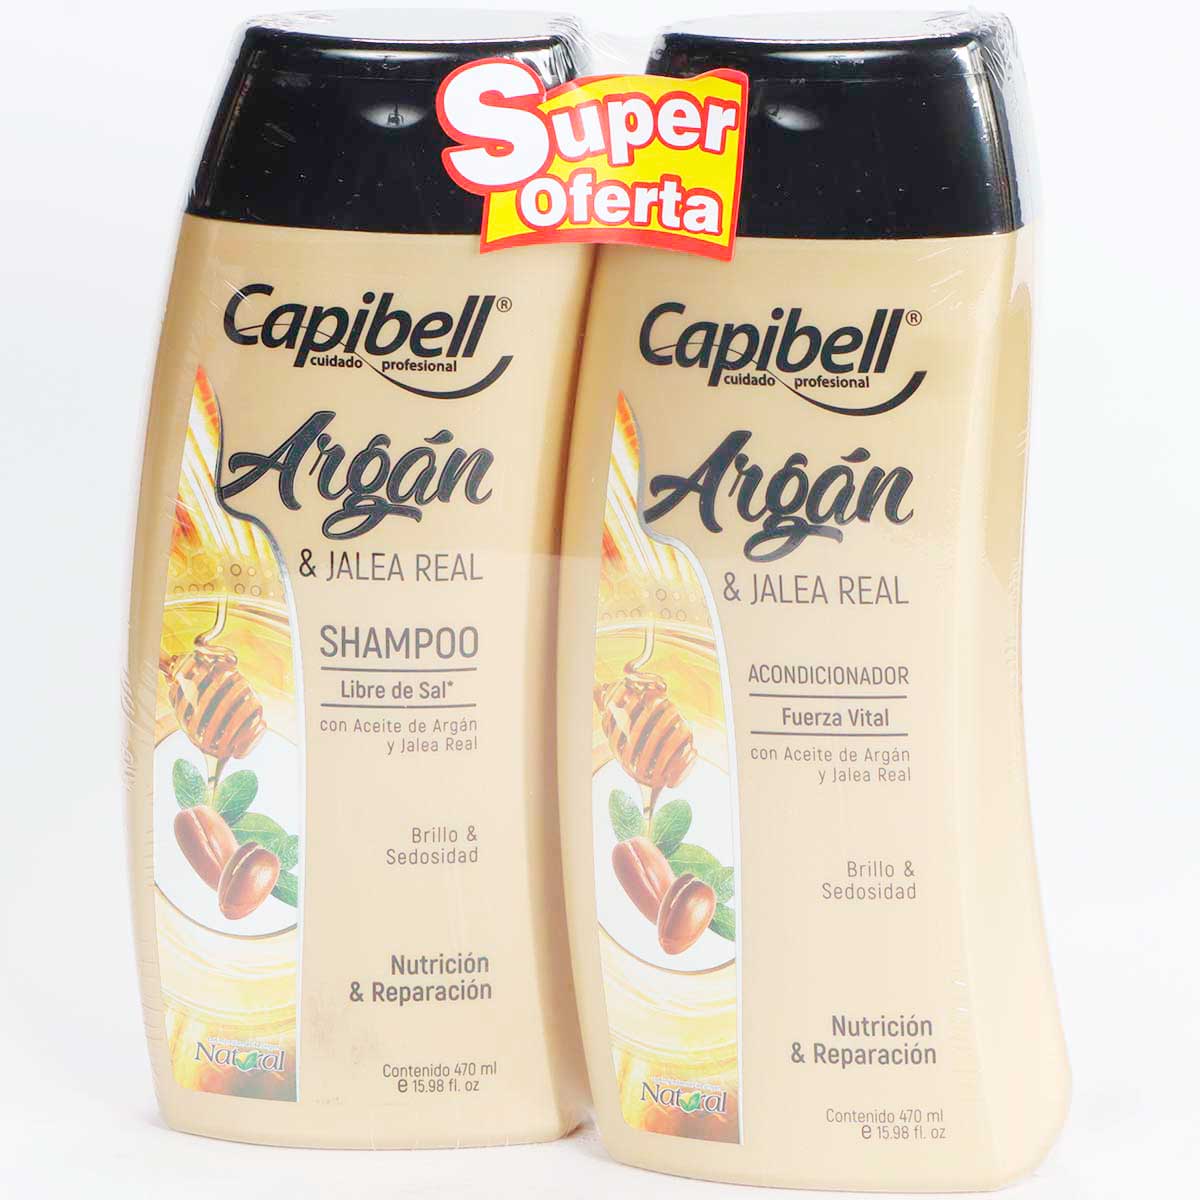 Super
Oferta
Capibell®
cuidado profesional
Argán
& JALEA REAL
SHAMPOO
Libre de Sal*
con Aceite de Argán
y Jalea Real
Brillo &
Sedosidad
Nutrición
& Reparación
Natural
Contenido 470 ml
℮ 15.98 fl. oz
Capibell®
cuidado profesional
Argán
& JALEA REAL
ACONDICIONADOR
Fuerza Vital
con Aceite de Argán
y Jalea Real
Brillo &
Sedosidad
Nutrición
& Reparación
Natural
Contenido 470 ml
℮ 15.98 fl. oz